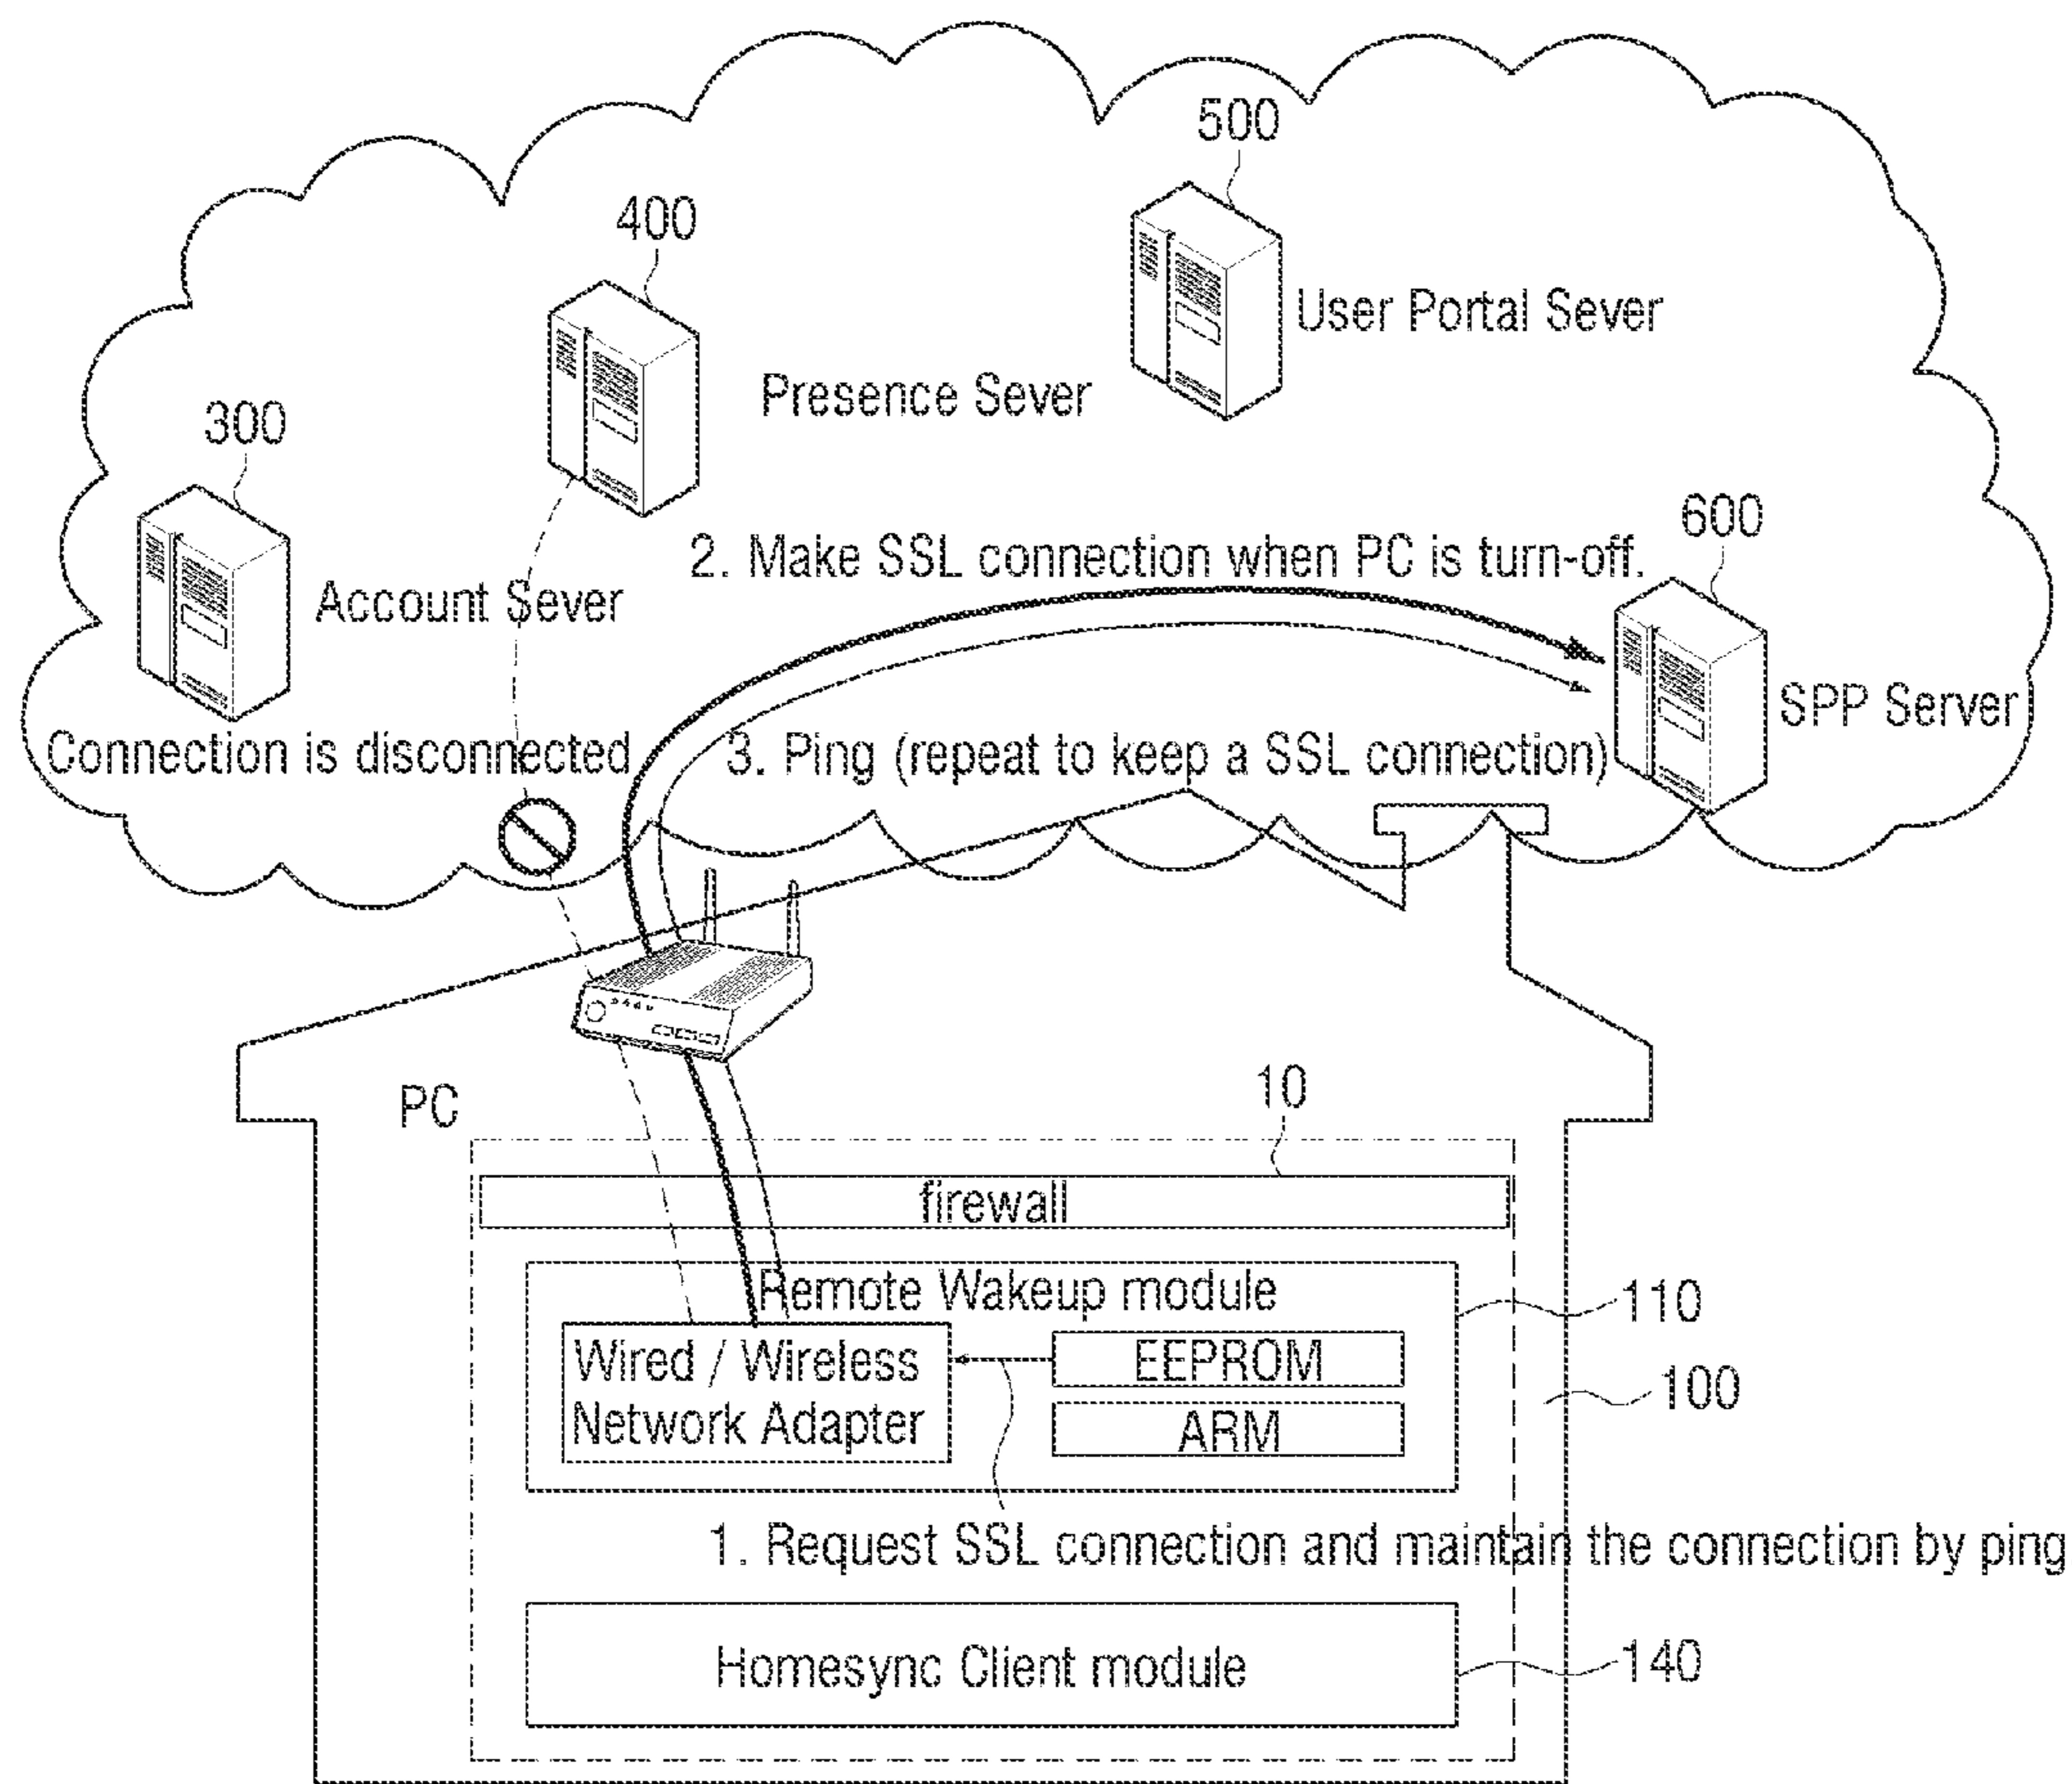 500
400
User Portal Sever
Presence Sever
300
600
2. Make SSL connection when PC is turn-off.
Account Sever
SPP Server
Connection is disconnected
3. Ping (repeat to keep a SSL connection)
PC
10
firewall
Remote Wakeup module
110
Wired / Wireless
Network Adapter
EEPROM
100
ARM
1. Request SSL connection and maintain the connection by ping
Homesync Client module
140